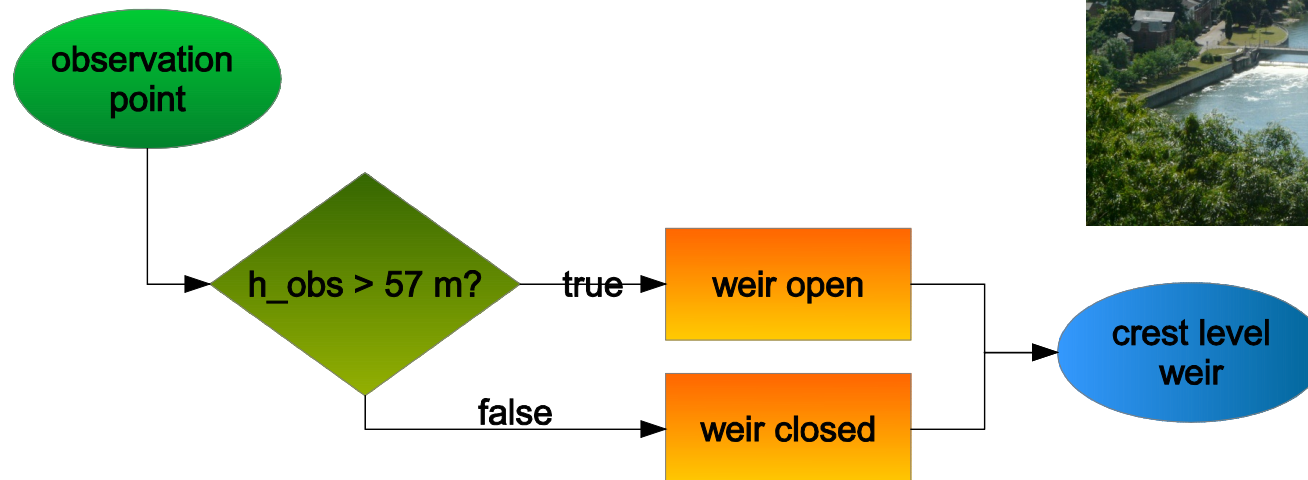 observation
point
h_obs > 57 m?
true
weir open
false
weir closed
crest level
weir